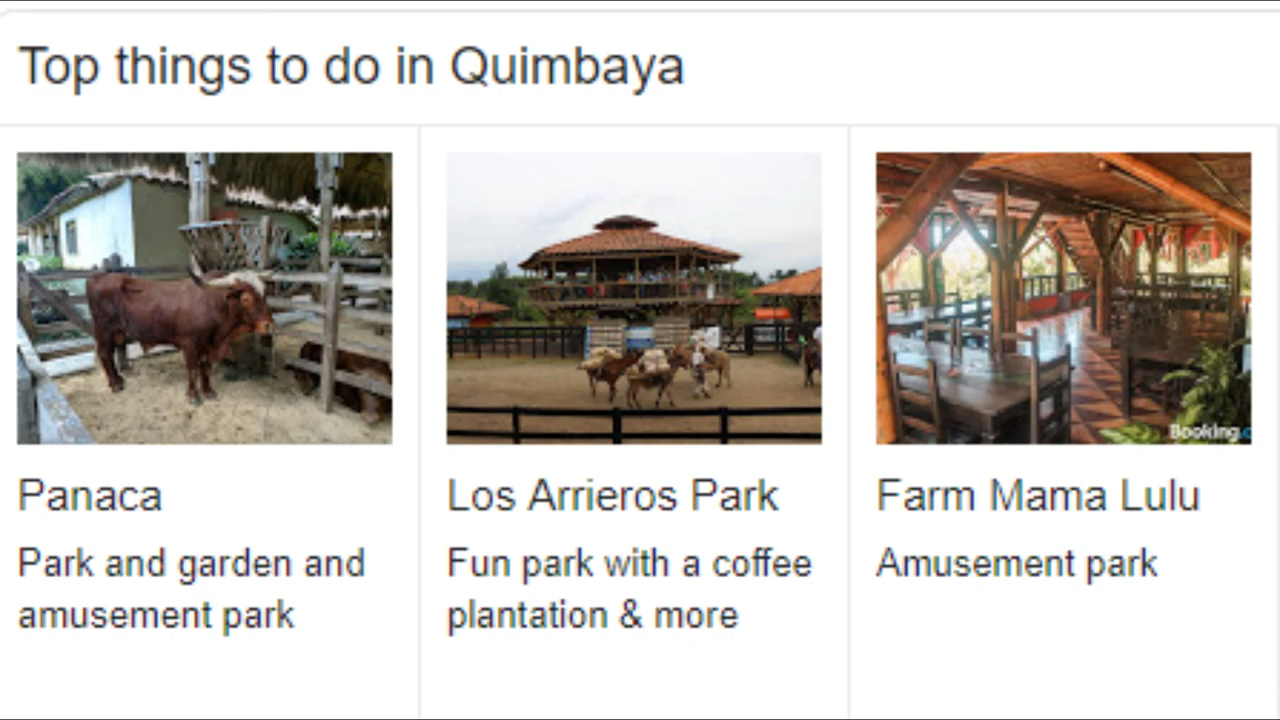 Top things to do in Quimbaya
Booking.c
Panaca
Los Arrieros Park
Farm Mama Lulu
Park and garden and
amusement park
Fun park with a coffee
plantation & more
Amusement park